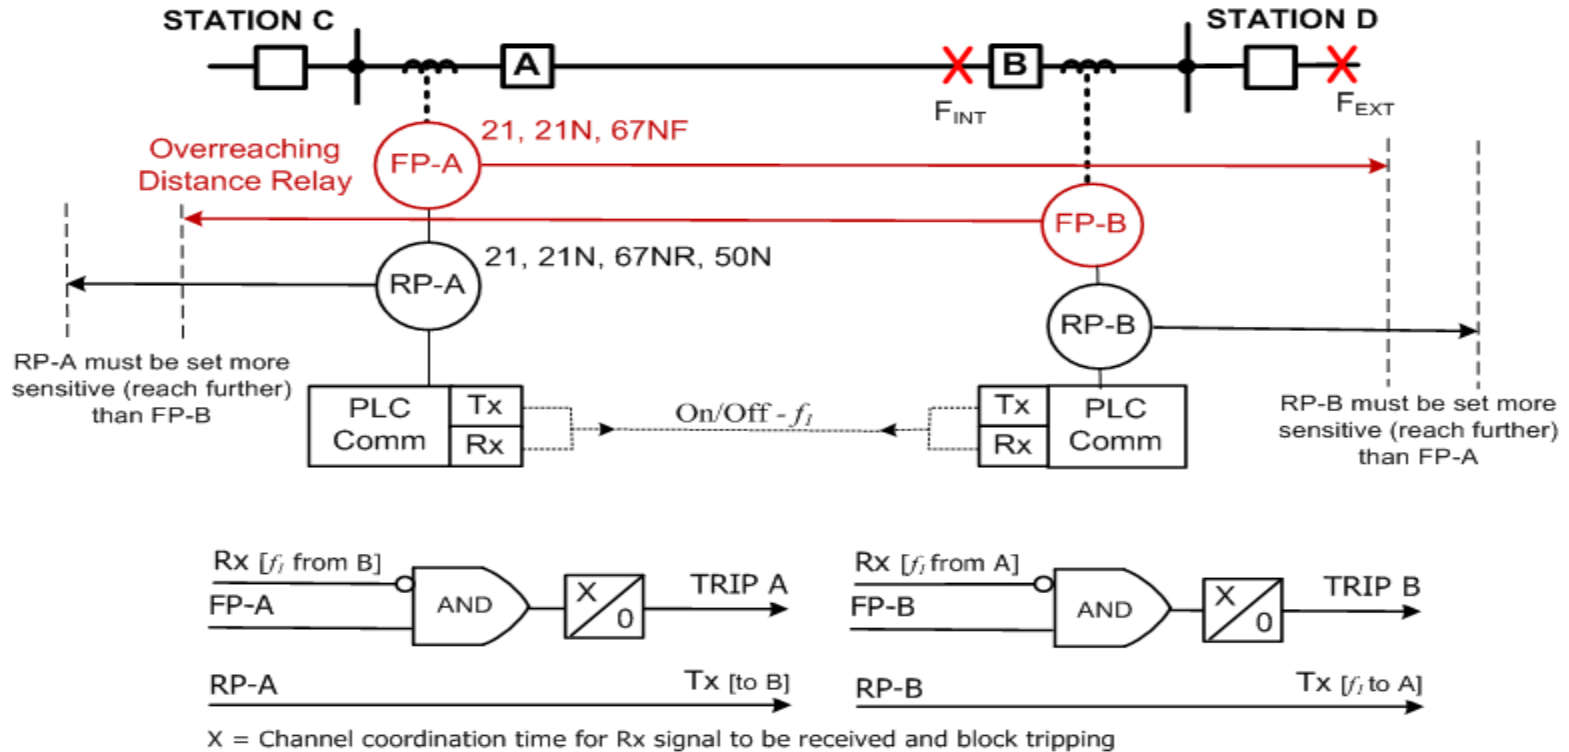 STATION C
STATION D
A
B
F_INT
F_EXT
21, 21N, 67NF
Overreaching
Distance Relay
FP-A
FP-B
21, 21N, 67NR, 50N
RP-A
RP-B
RP-A must be set more
sensitive (reach further)
than FP-B
RP-B must be set more
sensitive (reach further)
than FP-A
PLC
Comm
Tx
Rx
On/Off - f₁
Tx
Rx
PLC
Comm
Rx [f₁ from B]
FP-A
AND
X
0
TRIP A
RP-A
Tx [to B]
Rx [f₁ from A]
FP-B
AND
X
0
TRIP B
RP-B
Tx [f₁ to A]
X = Channel coordination time for Rx signal to be received and block tripping